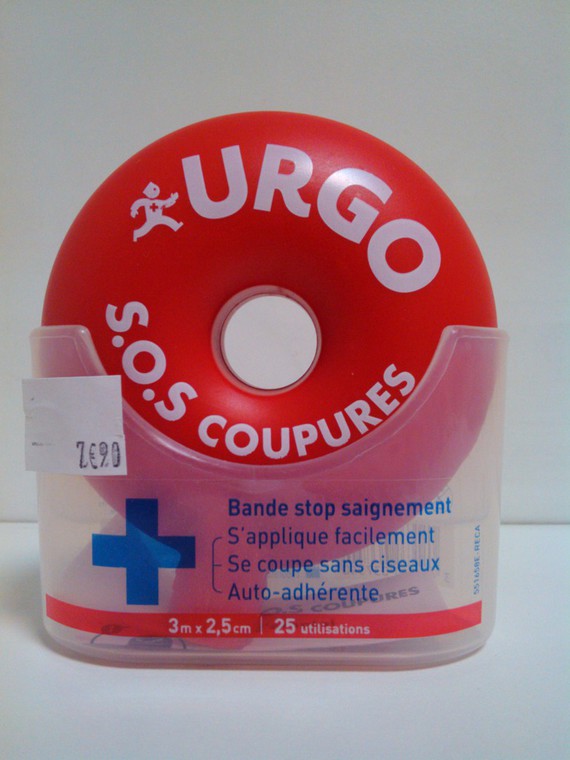 URGO
S.O.S COUPURES
7€90
Bande stop saignement
S'applique facilement
Se coupe sans ciseaux
Auto-adhérente
3m x 2,5cm | 25 utilisations